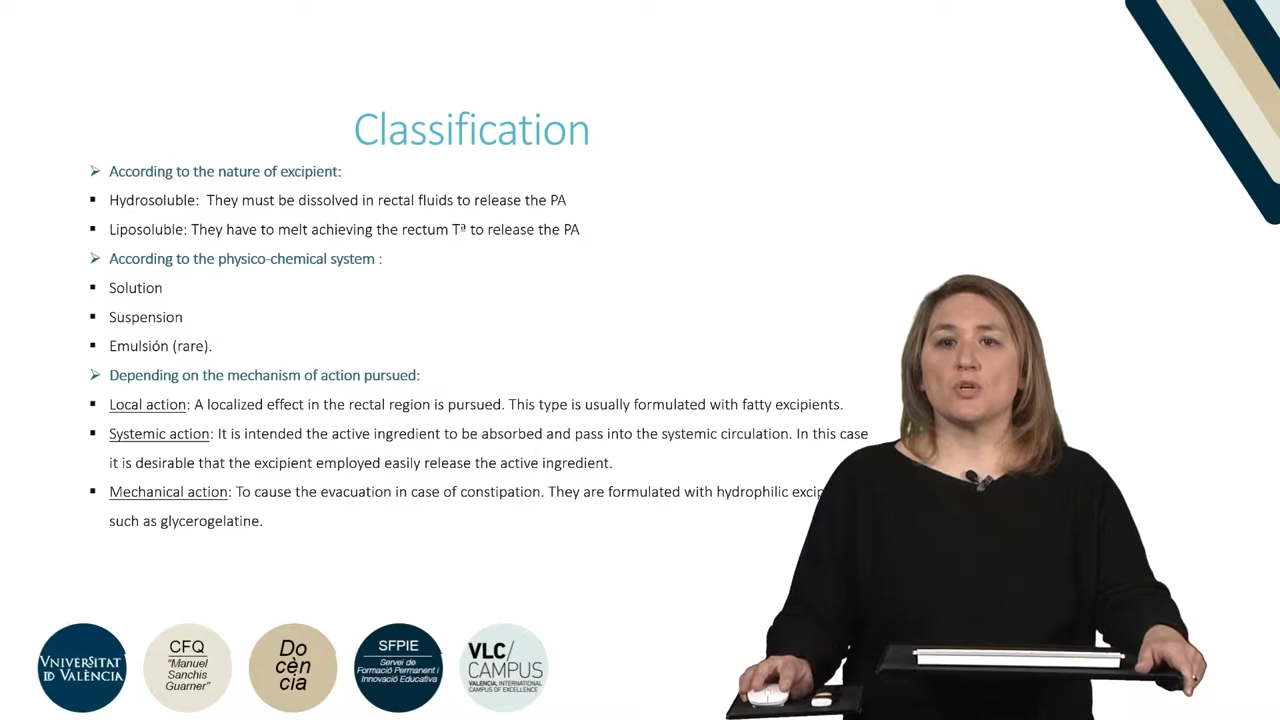 Classification
According to the nature of excipient:
Hydrosoluble: They must be dissolved in rectal fluids to release the PA
Liposoluble: They have to melt achieving the rectum Tª to release the PA
According to the physico-chemical system :
Solution
Suspension
Emulsión (rare).
Depending on the mechanism of action pursued:
Local action: A localized effect in the rectal region is pursued. This type is usually formulated with fatty excipients.
Systemic action: It is intended the active ingredient to be absorbed and pass into the systemic circulation. In this case
it is desirable that the excipient employed easily release the active ingredient.
Mechanical action: To cause the evacuation in case of constipation. They are formulated with hydrophilic
such as glycerogelatine.
VNIVERSITAT
ID VALÈNCIA
CFQ
"Manuel
Sanchis
Guarner"
Do
cèn
cia
SFPIE
Servei de
Formació Permanent i
Innovació Educativa
VLC/
CAMPUS
VALENCIA, INTERNATIONAL
CAMPUS OF EXCELLENCE